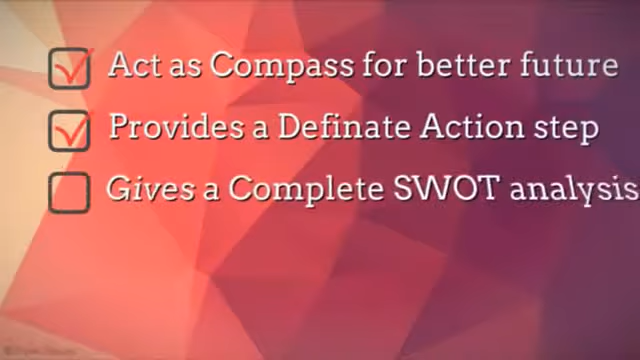 Act as Compass for better future
Provides a Definate Action step
Gives a Complete SWOT analysis